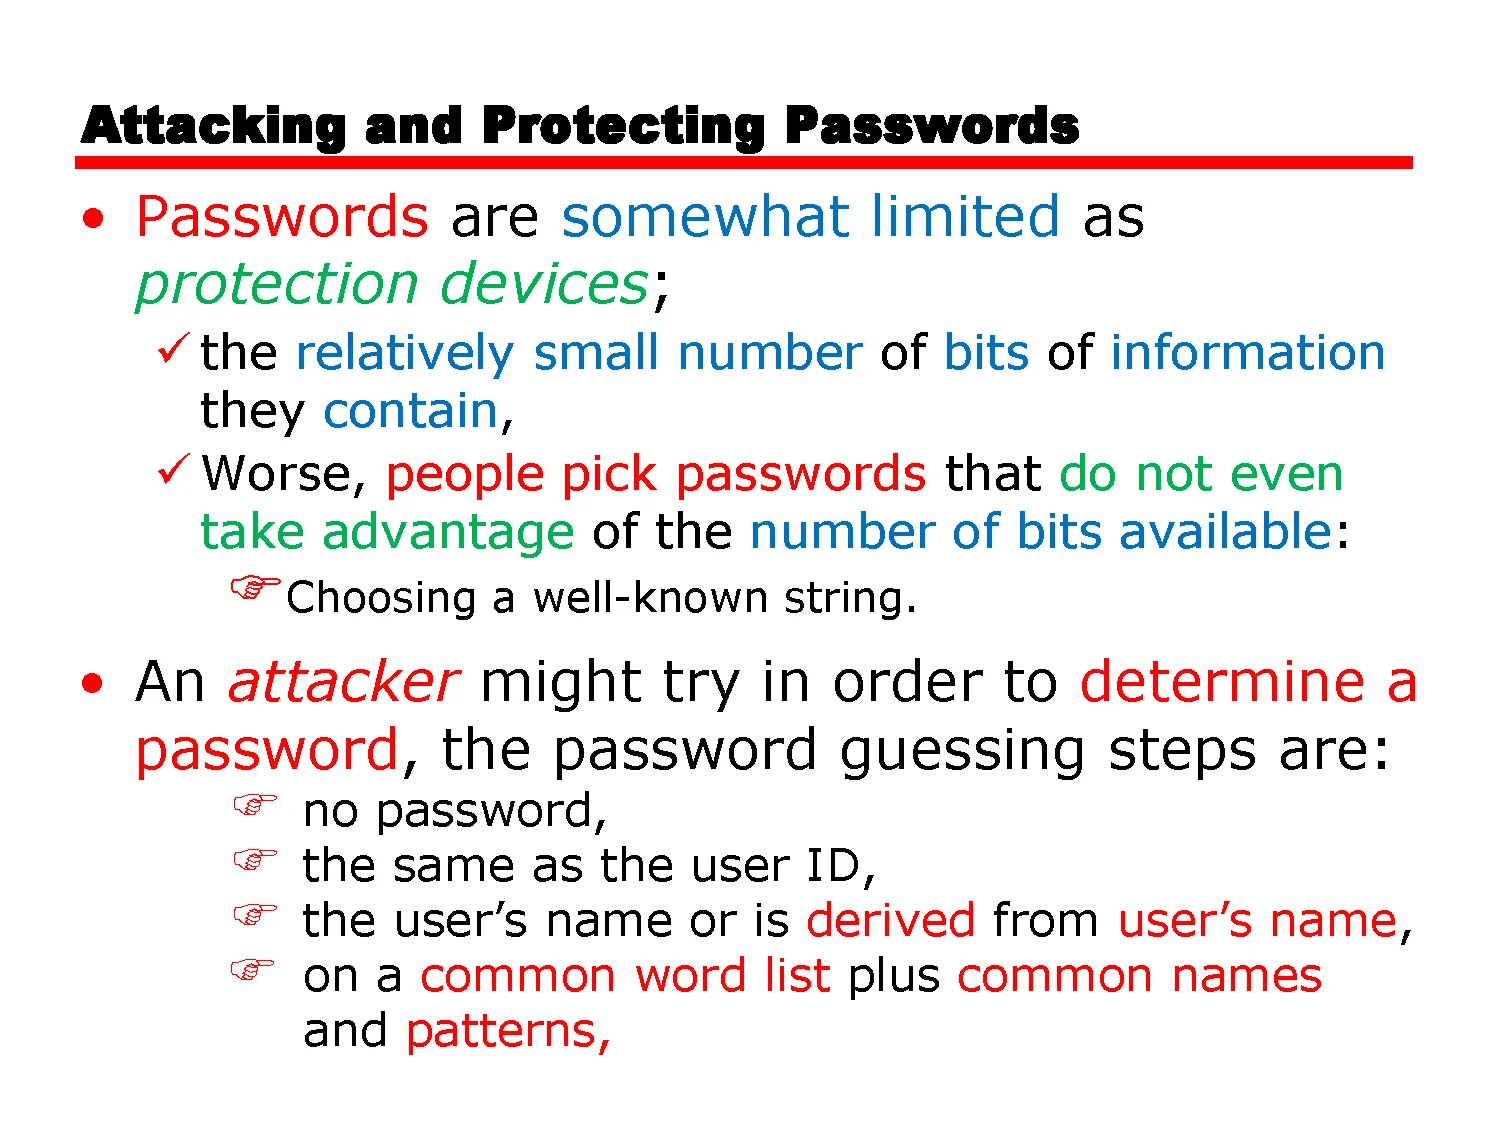 Attacking and Protecting Passwords
• Passwords are somewhat limited as
protection devices;
✓ the relatively small number of bits of information
they contain,
✓ Worse, people pick passwords that do not even
take advantage of the number of bits available:
☞Choosing a well-known string.
• An attacker might try in order to determine a
password, the password guessing steps are:
☞ no password,
☞ the same as the user ID,
☞ the user’s name or is derived from user’s name,
☞ on a common word list plus common names
and patterns,